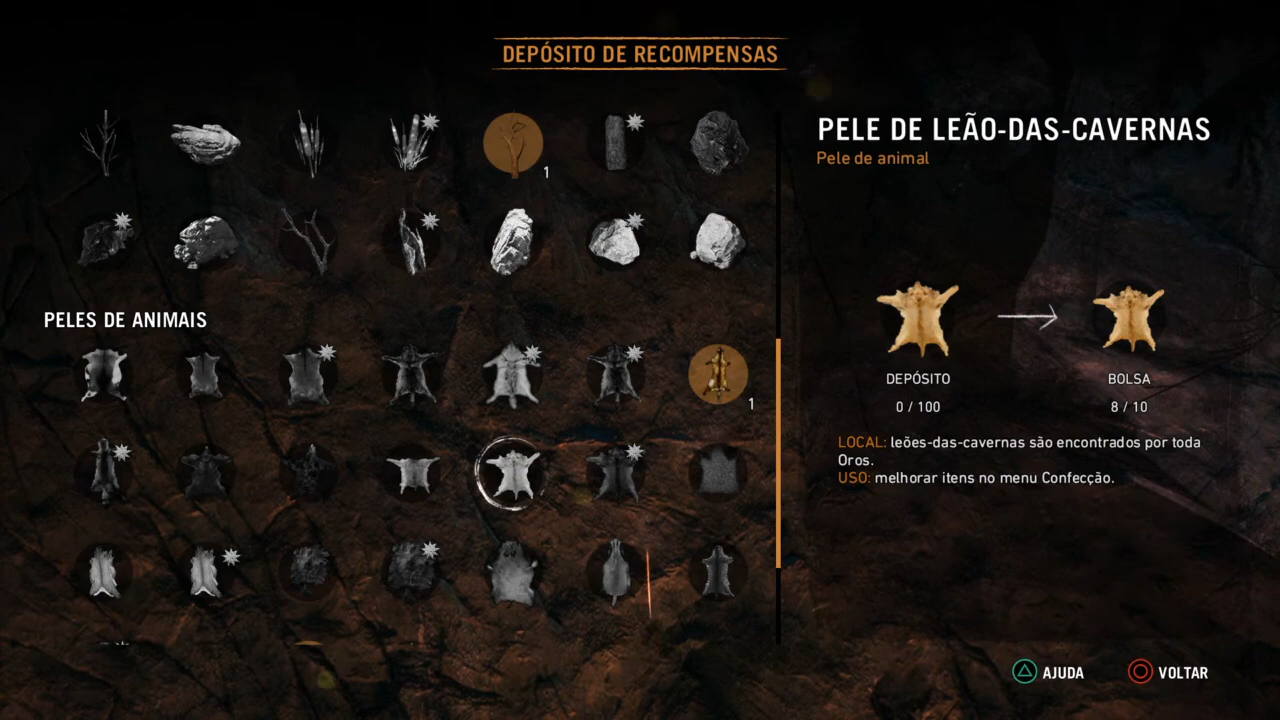 DEPÓSITO DE RECOMPENSAS
1
PELES DE ANIMAIS
1
PELE DE LEÃO-DAS-CAVERNAS
Pele de animal
DEPÓSITO
BOLSA
0 / 100
8 / 10
LOCAL: leões-das-cavernas são encontrados por toda
Oros.
USO: melhorar itens no menu Confecção.
AJUDA
VOLTAR